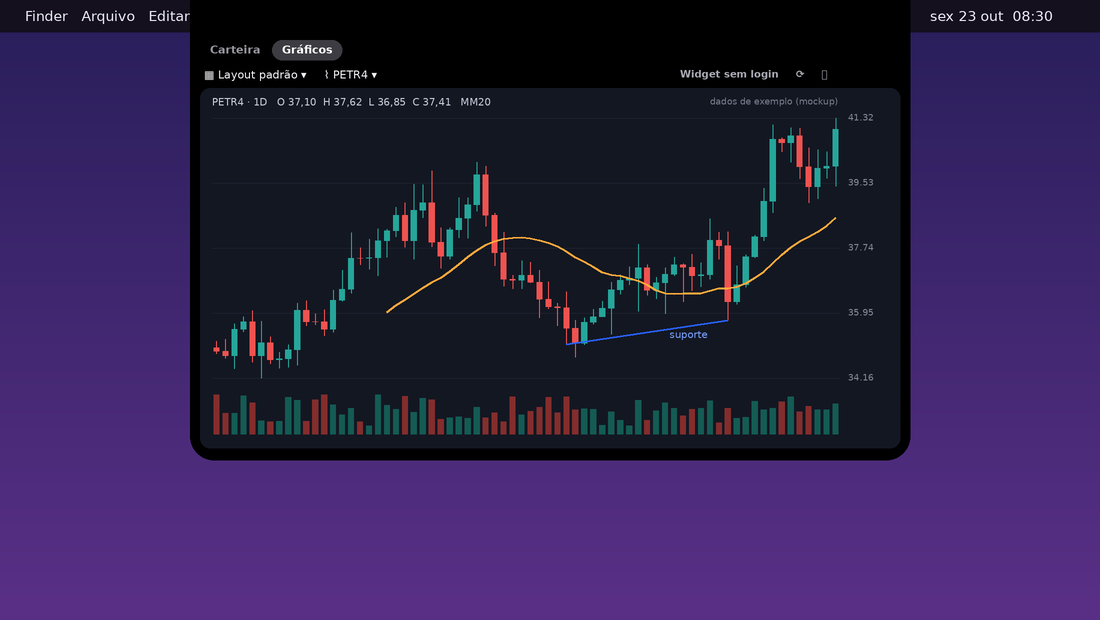 Finder Arquivo Editar
sex 23 out 08:30
Carteira Gráficos
Layout padrão ▾ PETR4 ▾
Widget sem login ⟳
PETR4 · 1D O 37,10 H 37,62 L 36,85 C 37,41 MM20
dados de exemplo (mockup)
41.32
39.53
37.74
35.95
suporte
34.16